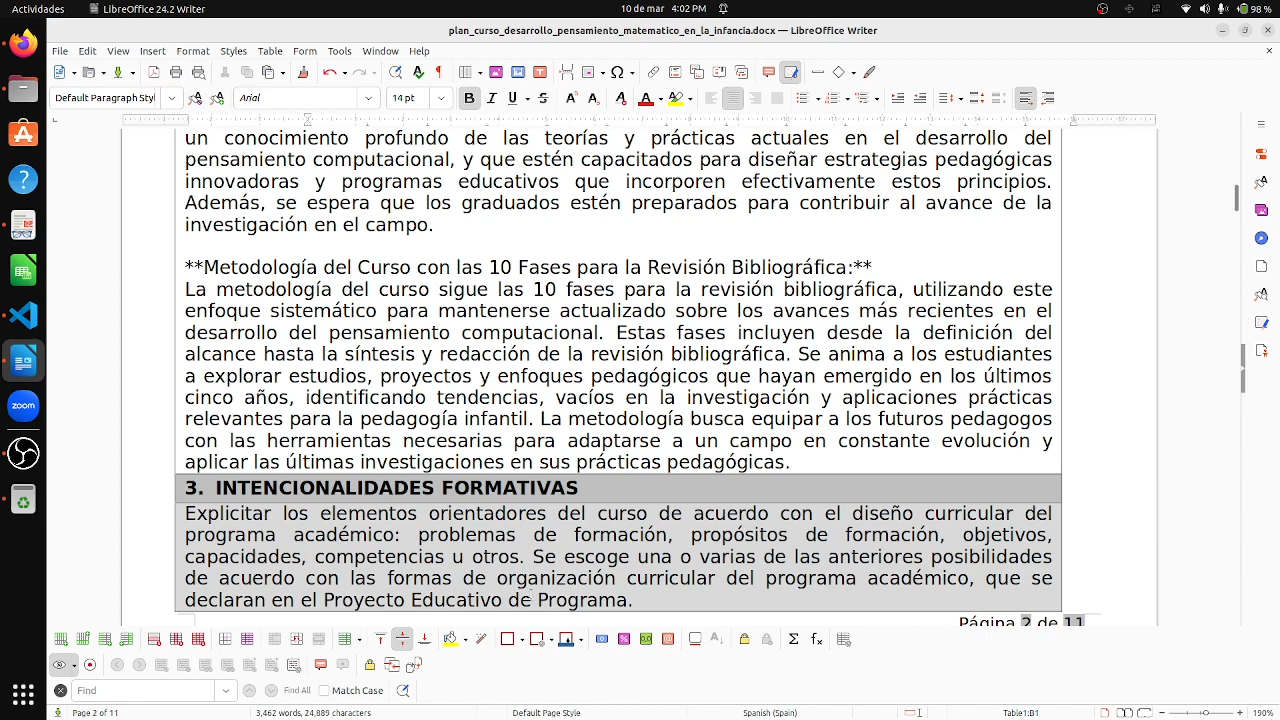 Actividades
LibreOffice 24.2 Writer
10 de mar 4:02 PM
98 %
plan_curso_desarrollo_pensamiento_matematico_en_la_infancia.docx — LibreOffice Writer
File Edit View Insert Format Styles Table Form Tools Window Help
Default Paragraph Styl
Arial
14 pt
un conocimiento profundo de las teorías y prácticas actuales en el desarrollo del
pensamiento computacional, y que estén capacitados para diseñar estrategias pedagógicas
innovadoras y programas educativos que incorporen efectivamente estos principios.
Además, se espera que los graduados estén preparados para contribuir al avance de la
investigación en el campo.
**Metodología del Curso con las 10 Fases para la Revisión Bibliográfica:**
La metodología del curso sigue las 10 fases para la revisión bibliográfica, utilizando este
enfoque sistemático para mantenerse actualizado sobre los avances más recientes en el
desarrollo del pensamiento computacional. Estas fases incluyen desde la definición del
alcance hasta la síntesis y redacción de la revisión bibliográfica. Se anima a los estudiantes
a explorar estudios, proyectos y enfoques pedagógicos que hayan emergido en los últimos
cinco años, identificando tendencias, vacíos en la investigación y aplicaciones prácticas
relevantes para la pedagogía infantil. La metodología busca equipar a los futuros pedagogos
con las herramientas necesarias para adaptarse a un campo en constante evolución y
aplicar las últimas investigaciones en sus prácticas pedagógicas.
3. INTENCIONALIDADES FORMATIVAS
Explicitar los elementos orientadores del curso de acuerdo con el diseño curricular del
programa académico: problemas de formación, propósitos de formación, objetivos,
capacidades, competencias u otros. Se escoge una o varias de las anteriores posibilidades
de acuerdo con las formas de organización curricular del programa académico, que se
declaran en el Proyecto Educativo de Programa.
Página 2 de 11
Find
Find All
Match Case
Page 2 of 11
3,462 words, 24,889 characters
Default Page Style
Spanish (Spain)
Table1:B1
190%
zoom